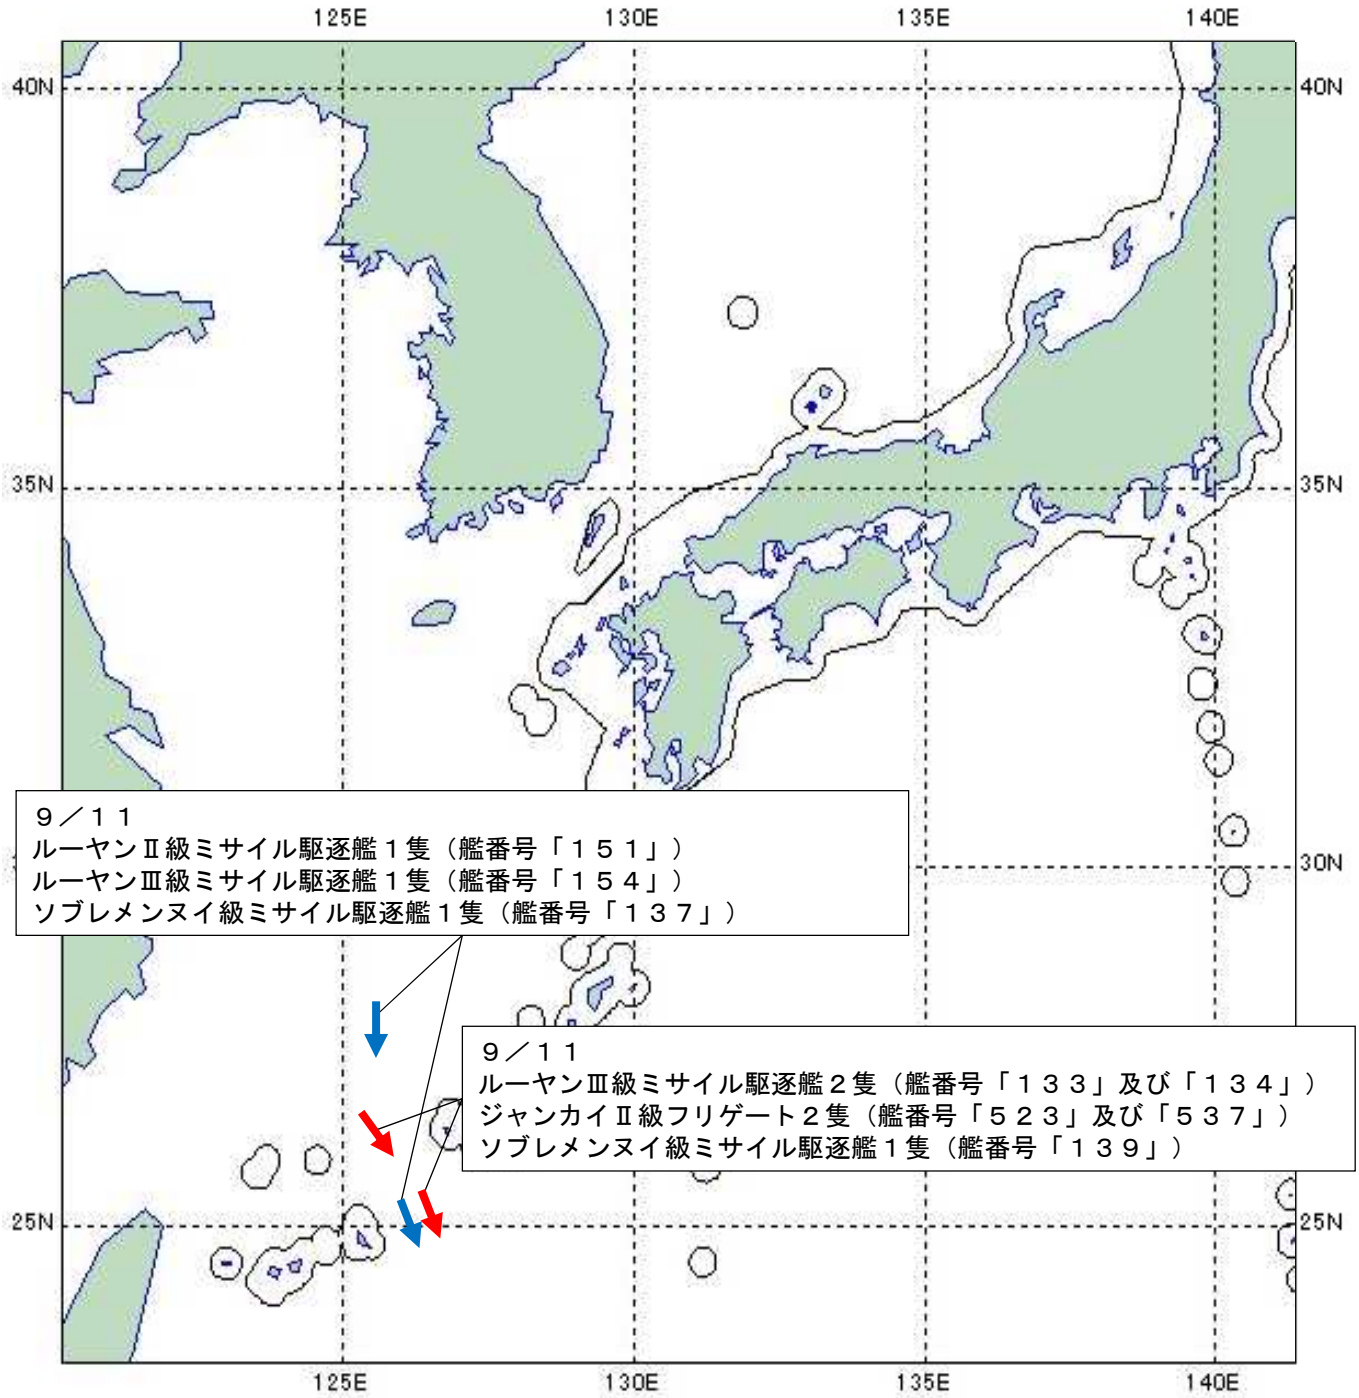 125E 130E 135E 140E
40N 40N
35N 35N
9／11
ルーヤンⅡ級ミサイル駆逐艦1隻（艦番号「151」）
ルーヤンⅢ級ミサイル駆逐艦1隻（艦番号「154」）
ソブレメンヌイ級ミサイル駆逐艦1隻（艦番号「137」）
30N
9／11
ルーヤンⅢ級ミサイル駆逐艦2隻（艦番号「133」及び「134」）
ジャンカイⅡ級フリゲート2隻（艦番号「523」及び「537」）
ソブレメンヌイ級ミサイル駆逐艦1隻（艦番号「139」）
25N 25N
125E 130E 135E 140E